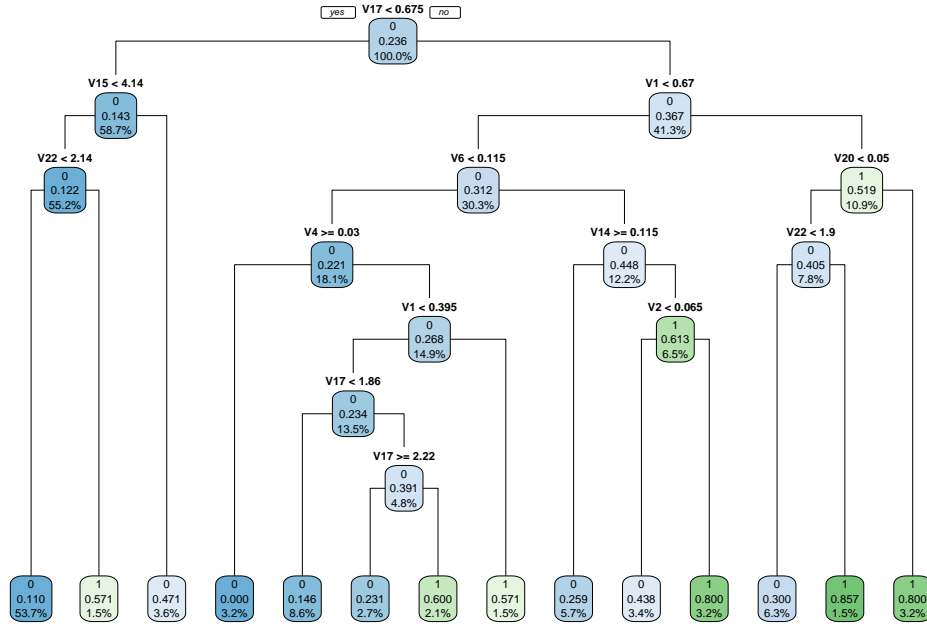 yes V17 < 0.675 no
0
0.236
100.0%
V15 < 4.14 V1 < 0.67
0 0
0.143 0.367
58.7% 41.3%
V22 < 2.14 V6 < 0.115 V20 < 0.05
0 0 1
0.122 0.312 0.519
55.2% 30.3% 10.9%
V4 >= 0.03 V14 >= 0.115 V22 < 1.9
0 0 0
0.221 0.448 0.405
18.1% 12.2% 7.8%
V1 < 0.395 V2 < 0.065
0 1
0.268 0.613
14.9% 6.5%
V17 < 1.86
0
0.234
13.5%
V17 >= 2.22
0
0.391
4.8%
0 1 0 0 0 0 1 1 0 0 1 0 1 1
0.110 0.571 0.471 0.000 0.146 0.231 0.600 0.571 0.259 0.438 0.800 0.300 0.857 0.800
53.7% 1.5% 3.6% 3.2% 8.6% 2.7% 2.1% 1.5% 5.7% 3.4% 3.2% 6.3% 1.5% 3.2%